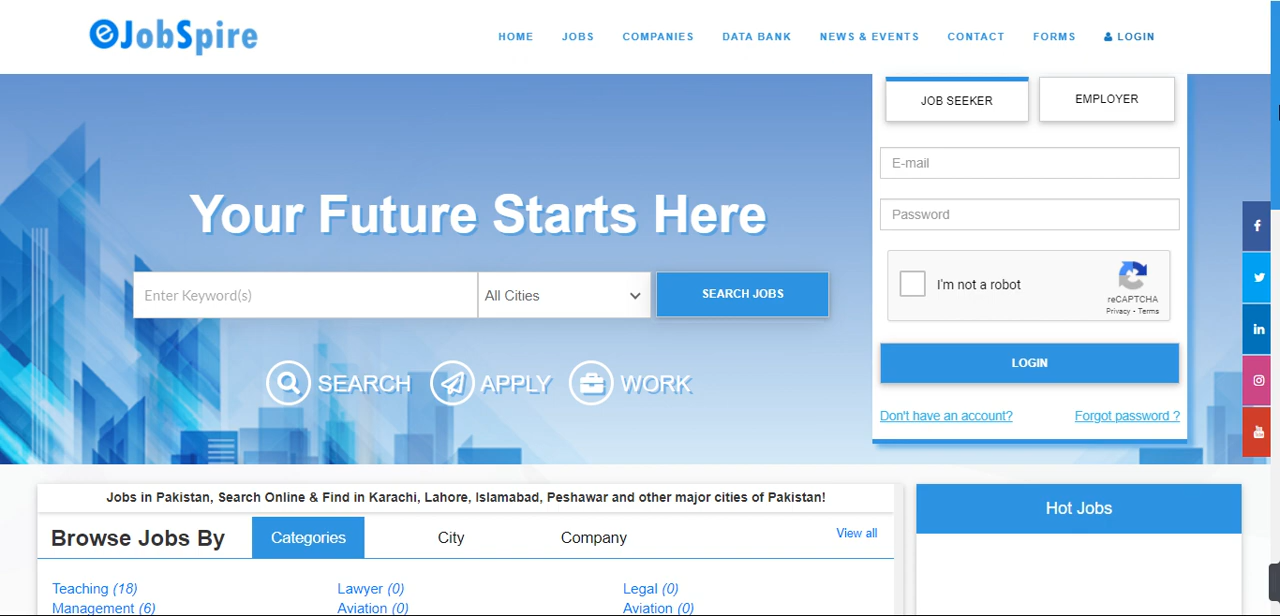 eJobSpire
HOME JOBS COMPANIES DATA BANK NEWS & EVENTS CONTACT FORMS LOGIN
JOB SEEKER EMPLOYER
E-mail
Password
Your Future Starts Here
Enter Keyword(s) All Cities SEARCH JOBS
I'm not a robot
reCAPTCHA
Privacy - Terms
LOGIN
SEARCH APPLY WORK
Don't have an account? Forgot password ?
Jobs in Pakistan, Search Online & Find in Karachi, Lahore, Islamabad, Peshawar and other major cities of Pakistan!
Hot Jobs
Browse Jobs By Categories City Company View all
Teaching (18) Lawyer (0) Legal (0)
Management (6) Aviation (0) Aviation (0)